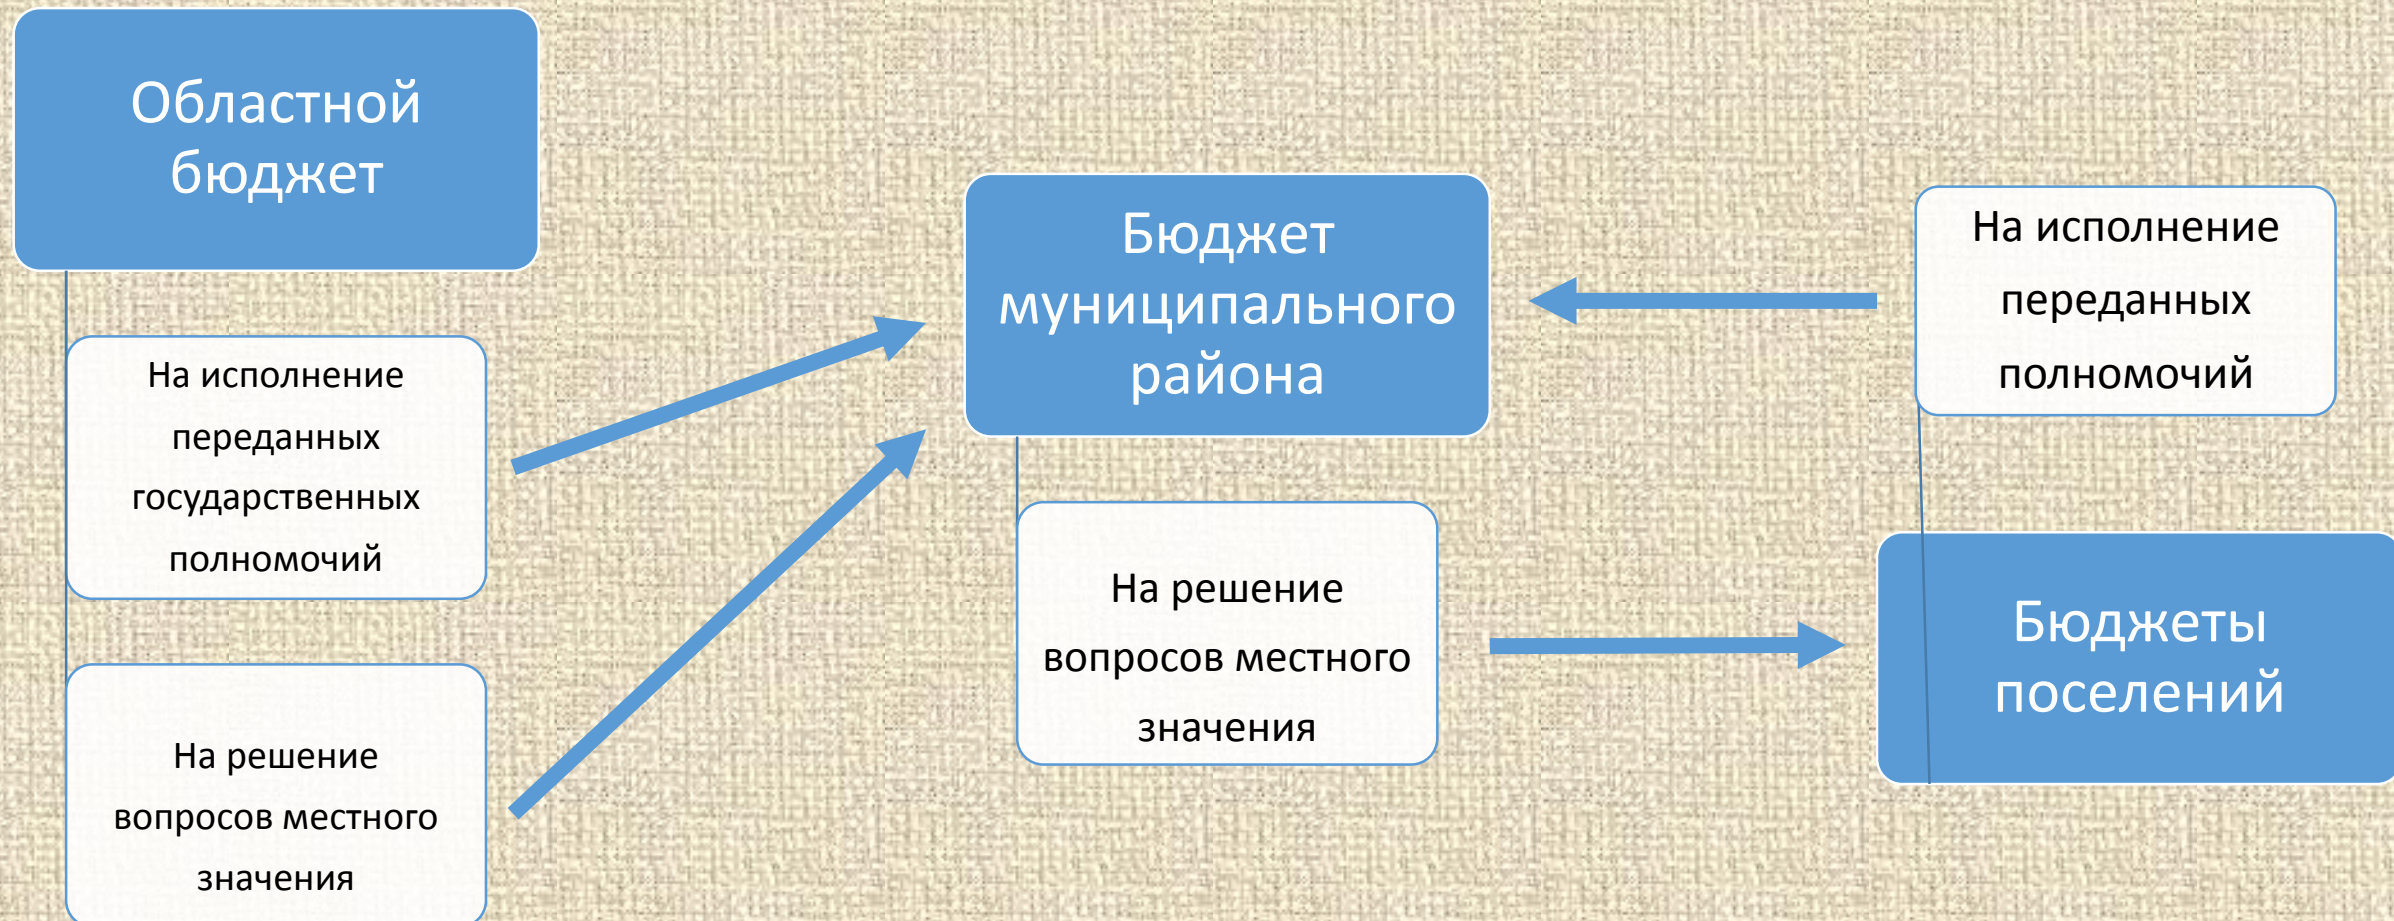 Областной
бюджет
На исполнение
переданных
государственных
полномочий
На решение
вопросов местного
значения
Бюджет
муниципального
района
На решение
вопросов местного
значения
На исполнение
переданных
полномочий
Бюджеты
поселений